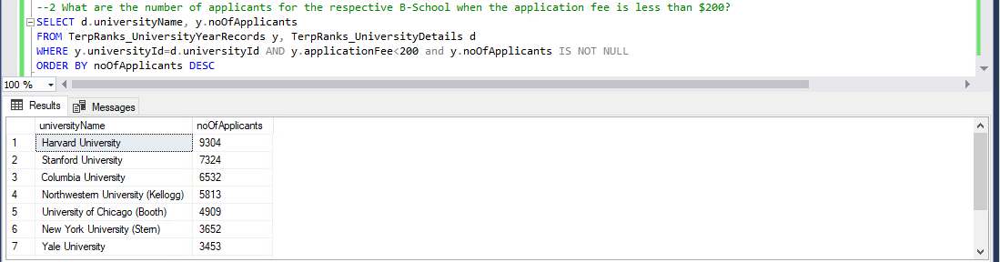 --2 What are the number of applicants for the respective B-School when the application fee is less than $200?
SELECT d.universityName, y.noOfApplicants
FROM TerpRanks_UniversityYearRecords y, TerpRanks_UniversityDetails d
WHERE y.universityId=d.universityId AND y.applicationFee<200 and y.noOfApplicants IS NOT NULL
ORDER BY noOfApplicants DESC
100 %
Results Messages
universityName noOfApplicants
1 Harvard University 9304
2 Stanford University 7324
3 Columbia University 6532
4 Northwestern University (Kellogg) 5813
5 University of Chicago (Booth) 4909
6 New York University (Stern) 3652
7 Yale University 3453